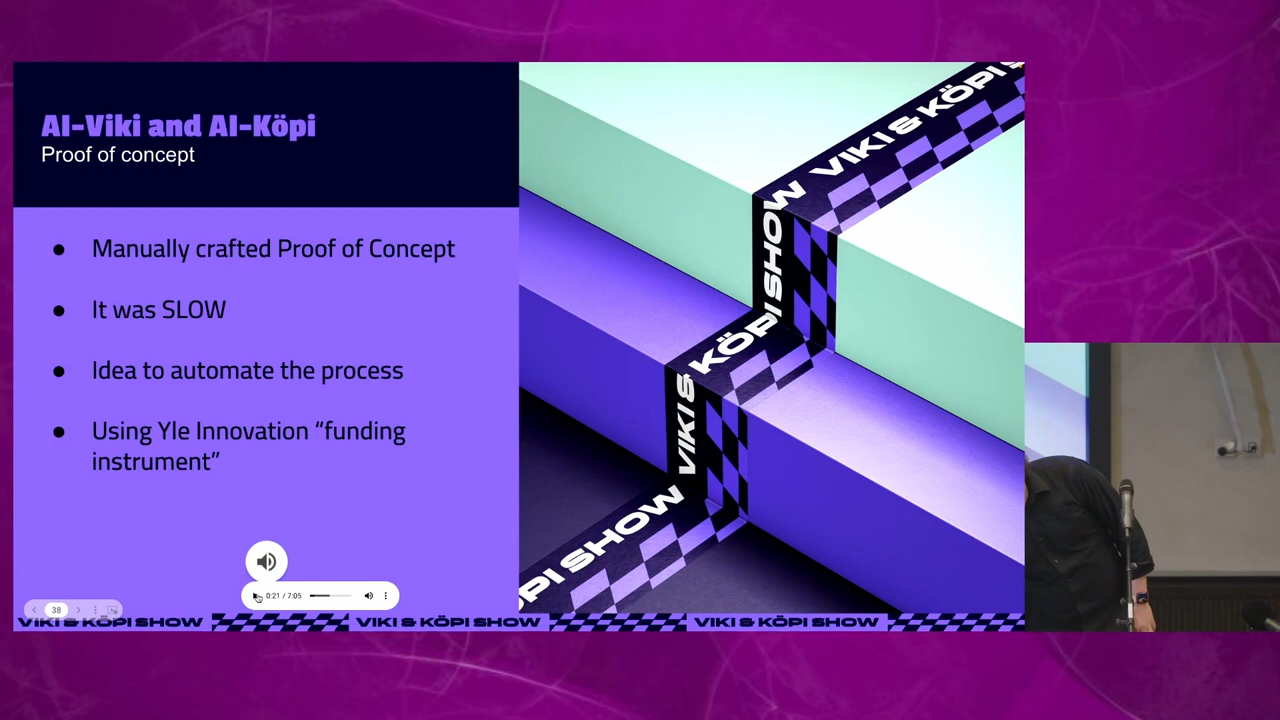 AI-Viki and AI-Köpi
Proof of concept
● Manually crafted Proof of Concept
● It was SLOW
● Idea to automate the process
● Using Yle Innovation “funding
instrument”
VIKI & KÖPI
SHOW
VIKI & KÖPI
PI SHOW
0:21 / 7:05
38
VIKI & KÖPI SHOW
VIKI & KÖPI SHOW
VIKI & KÖPI SHOW